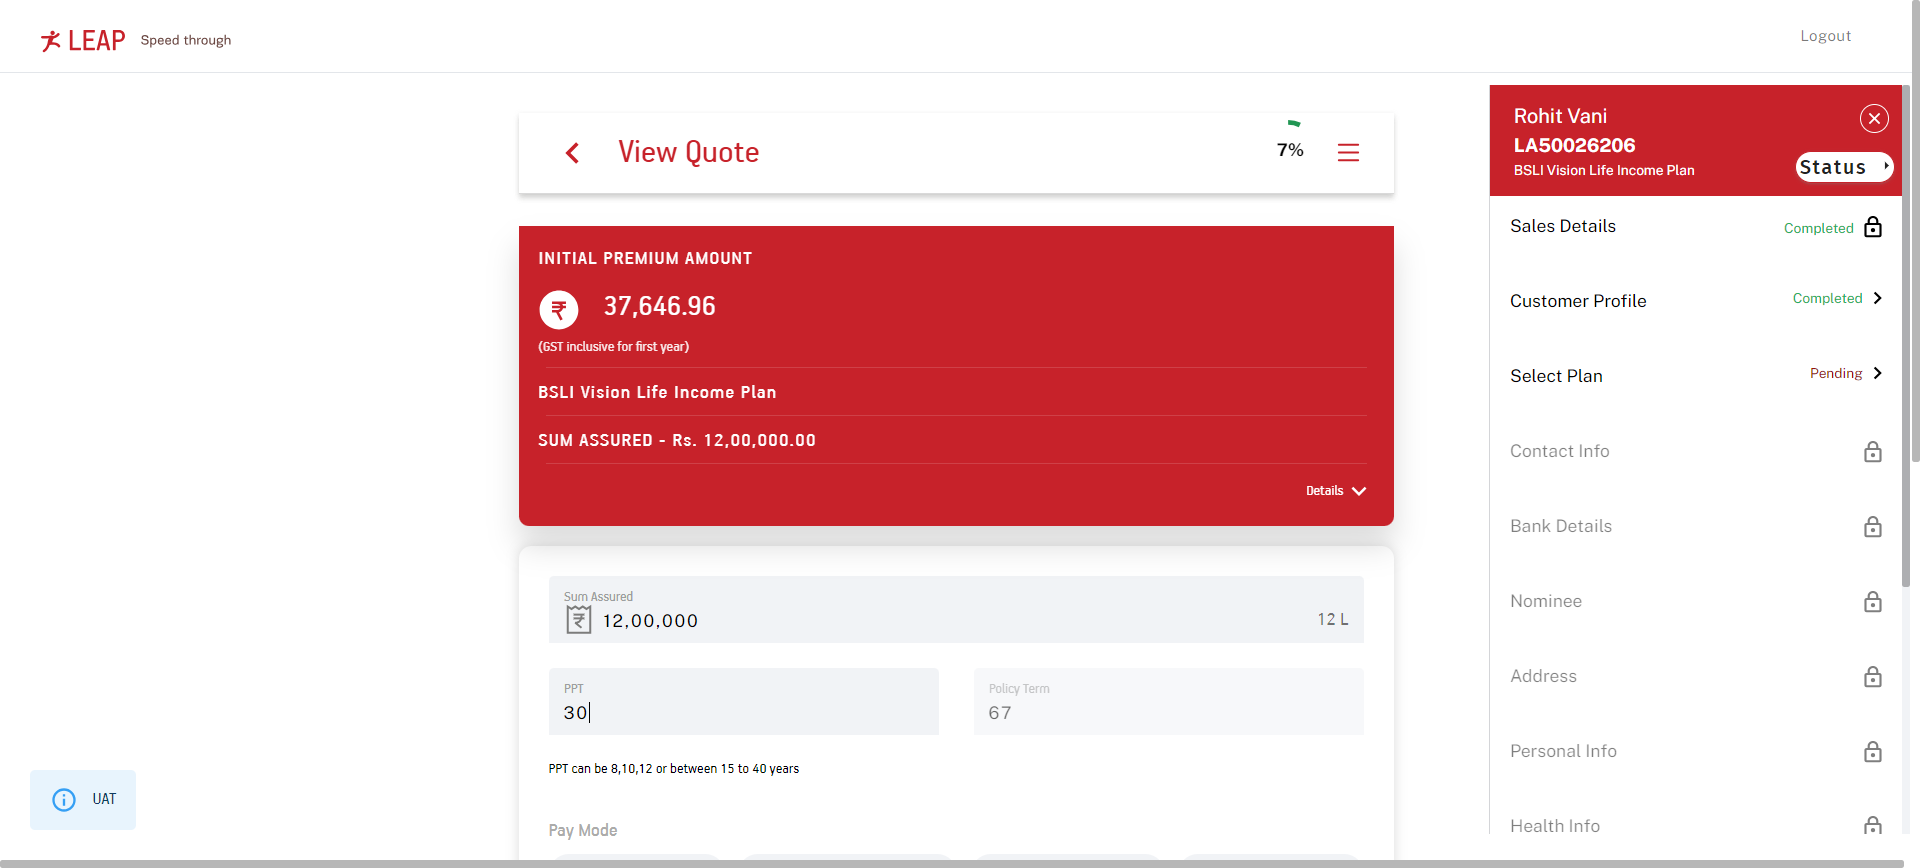 LEAP Speed through
Logout
View Quote
7%
INITIAL PREMIUM AMOUNT
₹ 37,646.96
(GST inclusive for first year)
BSLI Vision Life Income Plan
SUM ASSURED - Rs. 12,00,000.00
Details
Sum Assured
₹ 12,00,000
12 L
PPT
30
Policy Term
67
PPT can be 8,10,12 or between 15 to 40 years
Pay Mode
UAT
Rohit Vani
LA50026206
BSLI Vision Life Income Plan
Status
Sales Details Completed
Customer Profile Completed
Select Plan Pending
Contact Info
Bank Details
Nominee
Address
Personal Info
Health Info